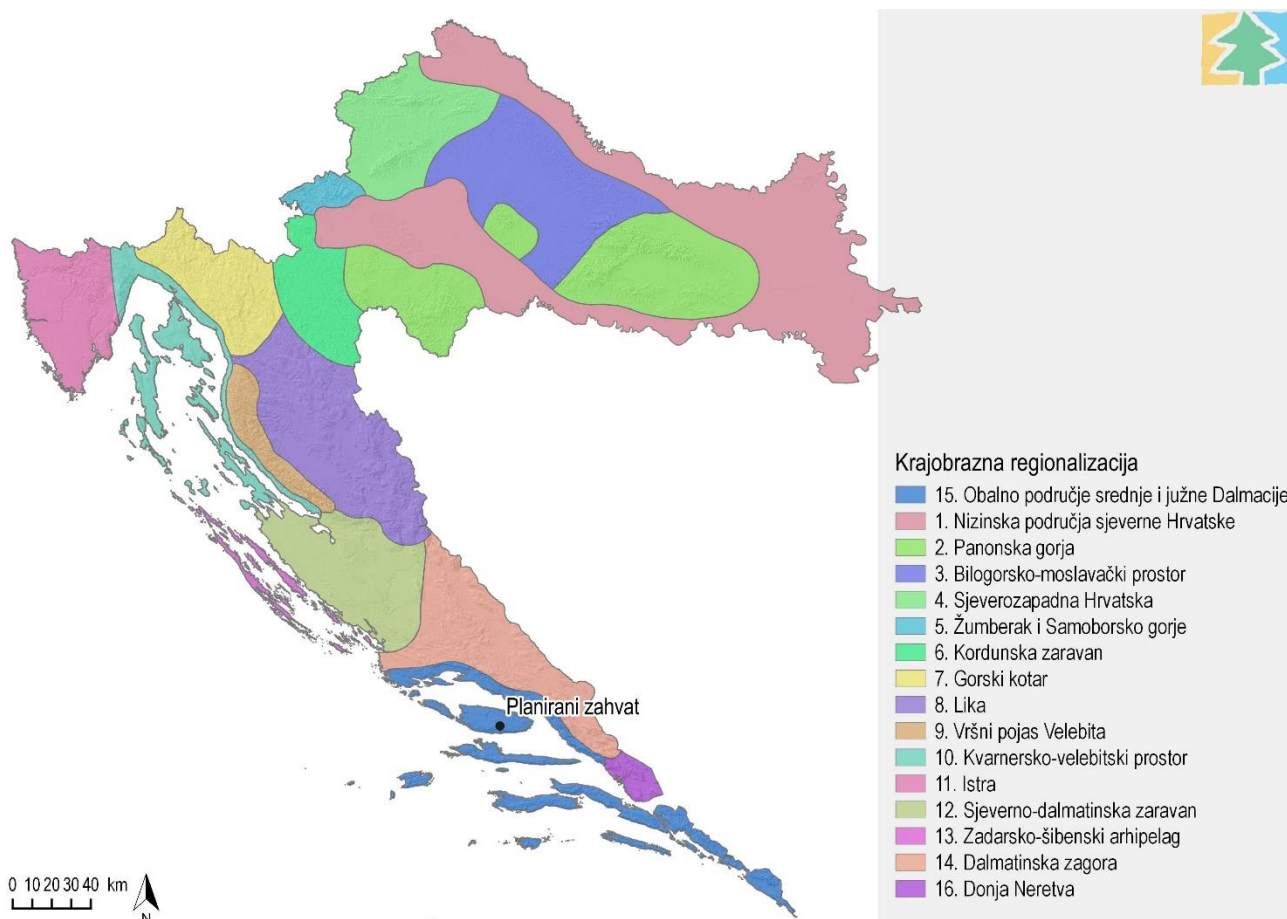 Planirani zahvat
Krajobrazna regionalizacija
15. Obalno područje srednje i južne Dalmacije
1. Nizinska područja sjeverne Hrvatske
2. Panonska gorja
3. Bilogorsko-moslavački prostor
4. Sjeverozapadna Hrvatska
5. Žumberak i Samoborsko gorje
6. Kordunska zaravan
7. Gorski kotar
8. Lika
9. Vršni pojas Velebita
10. Kvarnersko-velebitski prostor
11. Istra
12. Sjeverno-dalmatinska zaravan
13. Zadarsko-šibenski arhipelag
14. Dalmatinska zagora
16. Donja Neretva
0 10 20 30 40 km
N